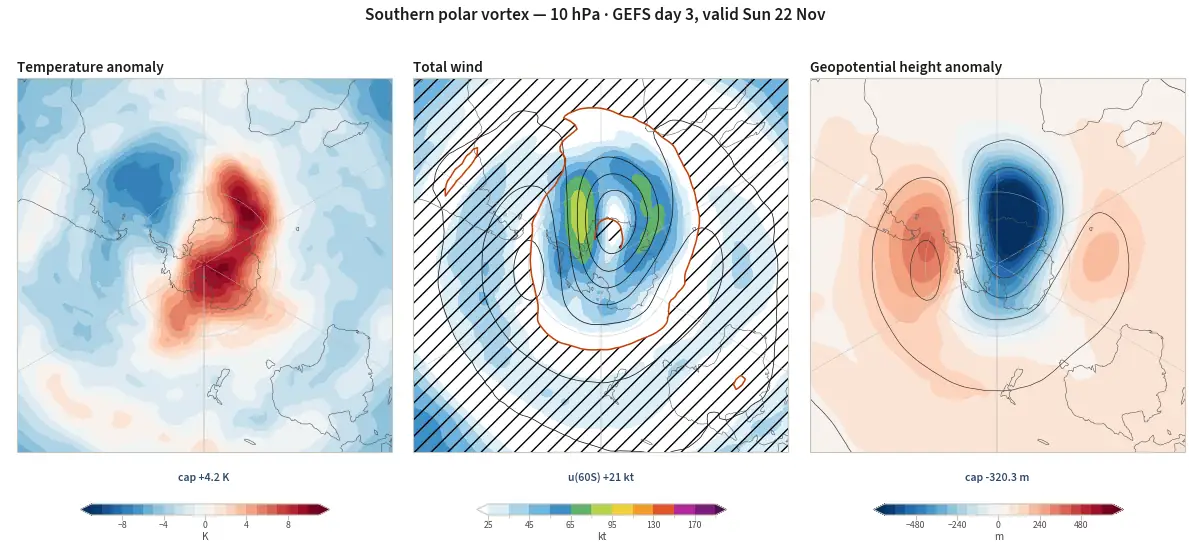 Southern polar vortex — 10 hPa · GEFS day 3, valid Sun 22 Nov
Temperature anomaly
Total wind
Geopotential height anomaly
cap +4.2 K
u(60S) +21 kt
cap -320.3 m
−8 −4 0 4 8
K
25 45 65 95 130 170
kt
−480 −240 0 240 480
m